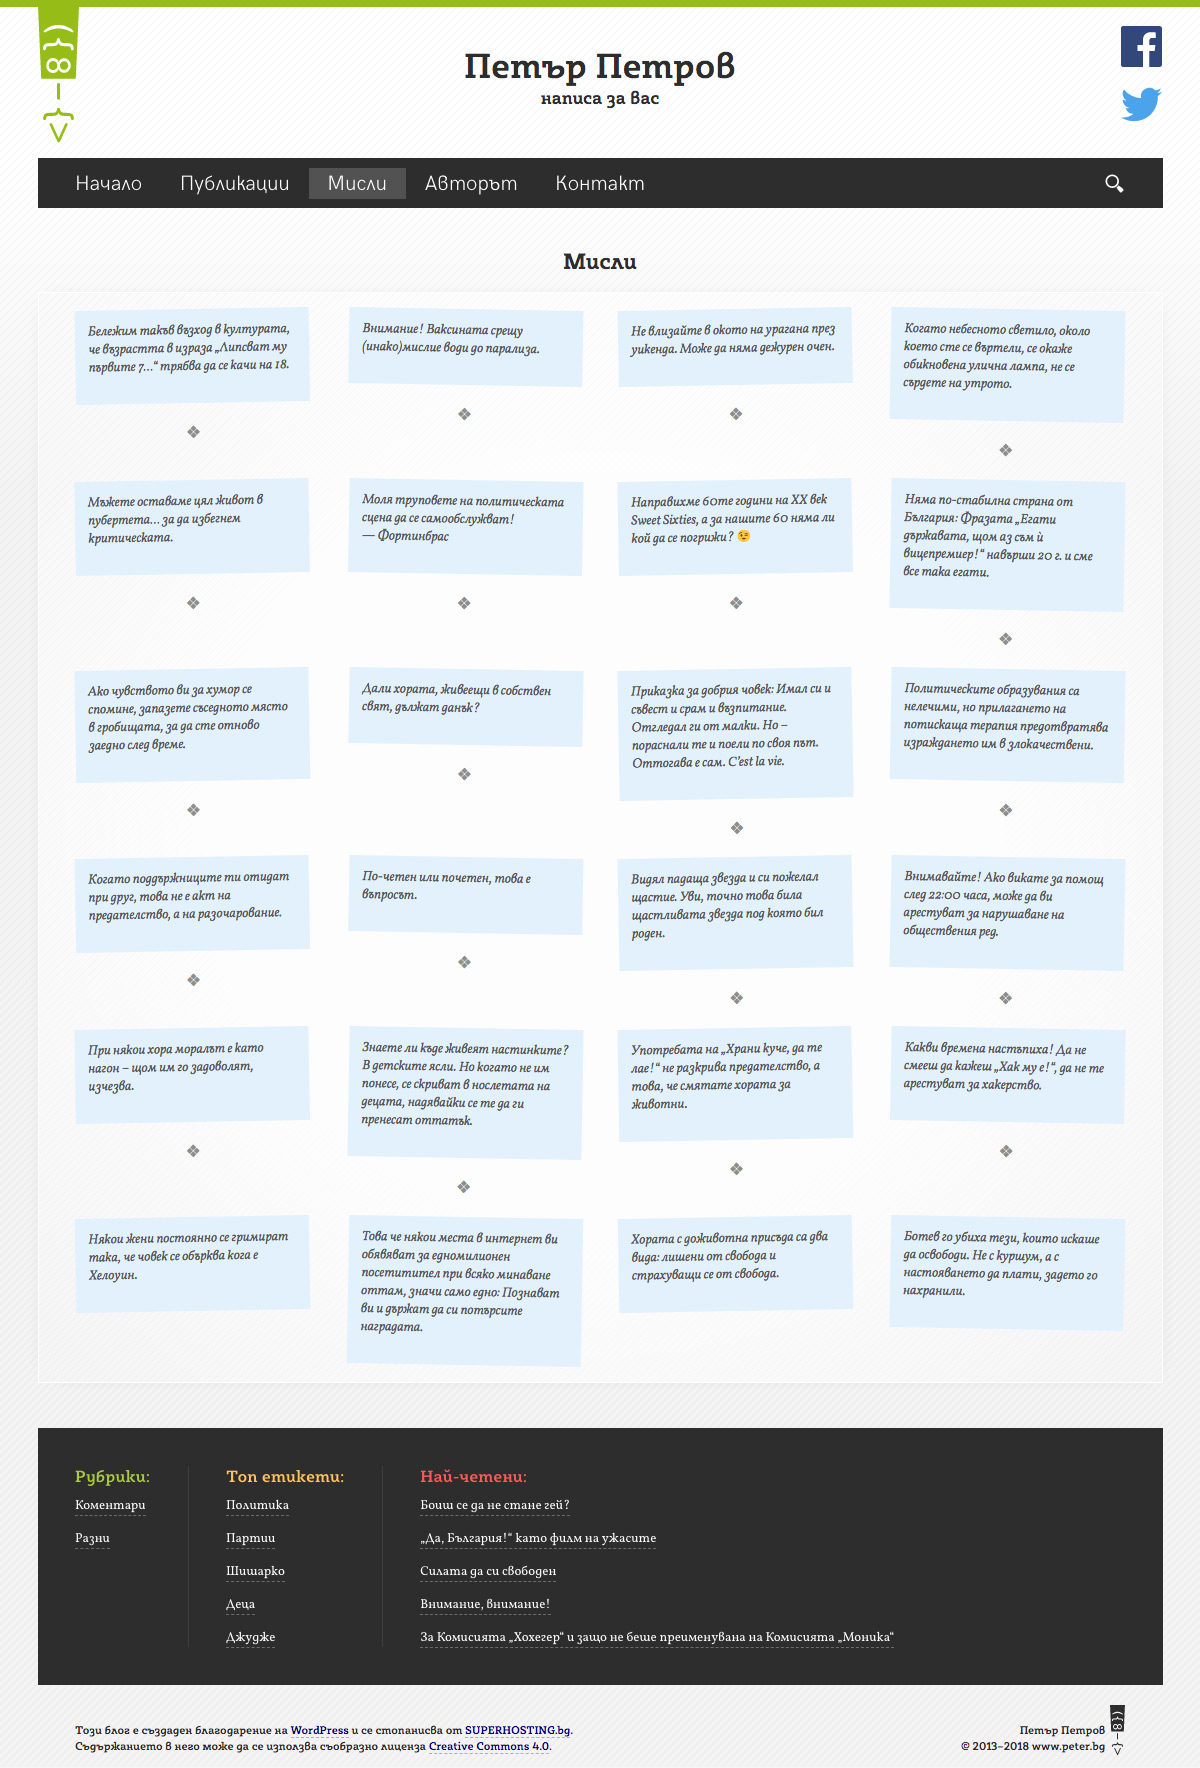 ({8
–{>
Петър Петров
написа за вас
Начало Публикации Мисли Авторът Контакт
Мисли
Бележим такъв възход в културата,
че възрастта в израза „Липсват му
първите 7…“ трябва да се качи на 18.
❖
Внимание! Ваксината срещу
(инако)мислие води до парализа.
❖
Не влизайте в окото на урагана през
уикенда. Може да няма дежурен очен.
❖
Когато небесното светило, около
което сте се въртели, се окаже
обикновена улична лампа, не се
сърдете на утрото.
❖
Мъжете оставаме цял живот в
пубертета… за да избегнем
критическата.
❖
Моля труповете на политическата
сцена да се самообслужват!
— Фортинбрас
❖
Направихме 60те години на XX век
Sweet Sixties, а за нашите 60 няма ли
кой да се погрижи? 😉
❖
Няма по-стабилна страна от
България: Фразата „Егати
държавата, щом аз съм ѝ
вицепремиер!“ навърши 20 г. и сме
все така егати.
❖
Ако чувството ви за хумор се
спомине, запазете съседното място
в гробищата, за да сте отново
заедно след време.
❖
Дали хората, живеещи в собствен
свят, дължат данък?
❖
Приказка за добрия човек: Имал си и
съвест и срам и възпитание.
Отгледал ги от малки. Но –
пораснали те и поели по своя път.
Оттогава е сам. C’est la vie.
❖
Политическите образувания са
нелечими, но прилагането на
потискаща терапия предотвратява
израждането им в злокачествени.
❖
Когато поддържниците ти отидат
при друг, това не е акт на
предателство, а на разочарование.
❖
По-четен или почетен, това е
въпросът.
❖
Видял падаща звезда и си пожелал
щастие. Уви, точно това била
щастливата звезда под която бил
роден.
❖
Внимавайте! Ако викате за помощ
след 22:00 часа, може да ви
арестуват за нарушаване на
обществения ред.
❖
При някои хора моралът е като
нагон – щом им го задоволят,
изчезва.
❖
Знаете ли къде живеят настинките?
В детските ясли. Но когато не им
понесе, се скриват в нослетата на
децата, надявайки се те да ги
пренесат оттатък.
❖
Употребата на „Храни куче, да те
лае!“ не разкрива предателство, а
това, че смятате хората за
животни.
❖
Какви времена настъпиха! Да не
смееш да кажеш „Хак му е!“, да не те
арестуват за хакерство.
❖
Някои жени постоянно се гримират
така, че човек се обърква кога е
Хелоуин.
Това че някои места в интернет ви
обявяват за едномилионен
посетитител при всяко минаване
оттам, значи само едно: Познават
ви и държат да си потърсите
наградата.
Хората с доживотна присъда са два
вида: лишени от свобода и
страхуващи се от свобода.
Ботев го убиха тези, които искаше
да освободи. Не с куршум, а с
настояването да плати, задето го
нахранили.
Рубрики:
Коментари
Разни
Топ етикети:
Политика
Партии
Шишарко
Деца
Джудже
Най-четени:
Боиш се да не стане гей?
„Да, България!“ като филм на ужасите
Силата да си свободен
Внимание, внимание!
За Комисията „Хохегер“ и защо не беше преименувана на Комисията „Моника“
Този блог е създаден благодарение на WordPress и се стопанисва от SUPERHOSTING.bg.
Съдържанието в него може да се използва съобразно лиценза Creative Commons 4.0.
Петър Петров
© 2013–2018 www.peter.bg
({8
–{>